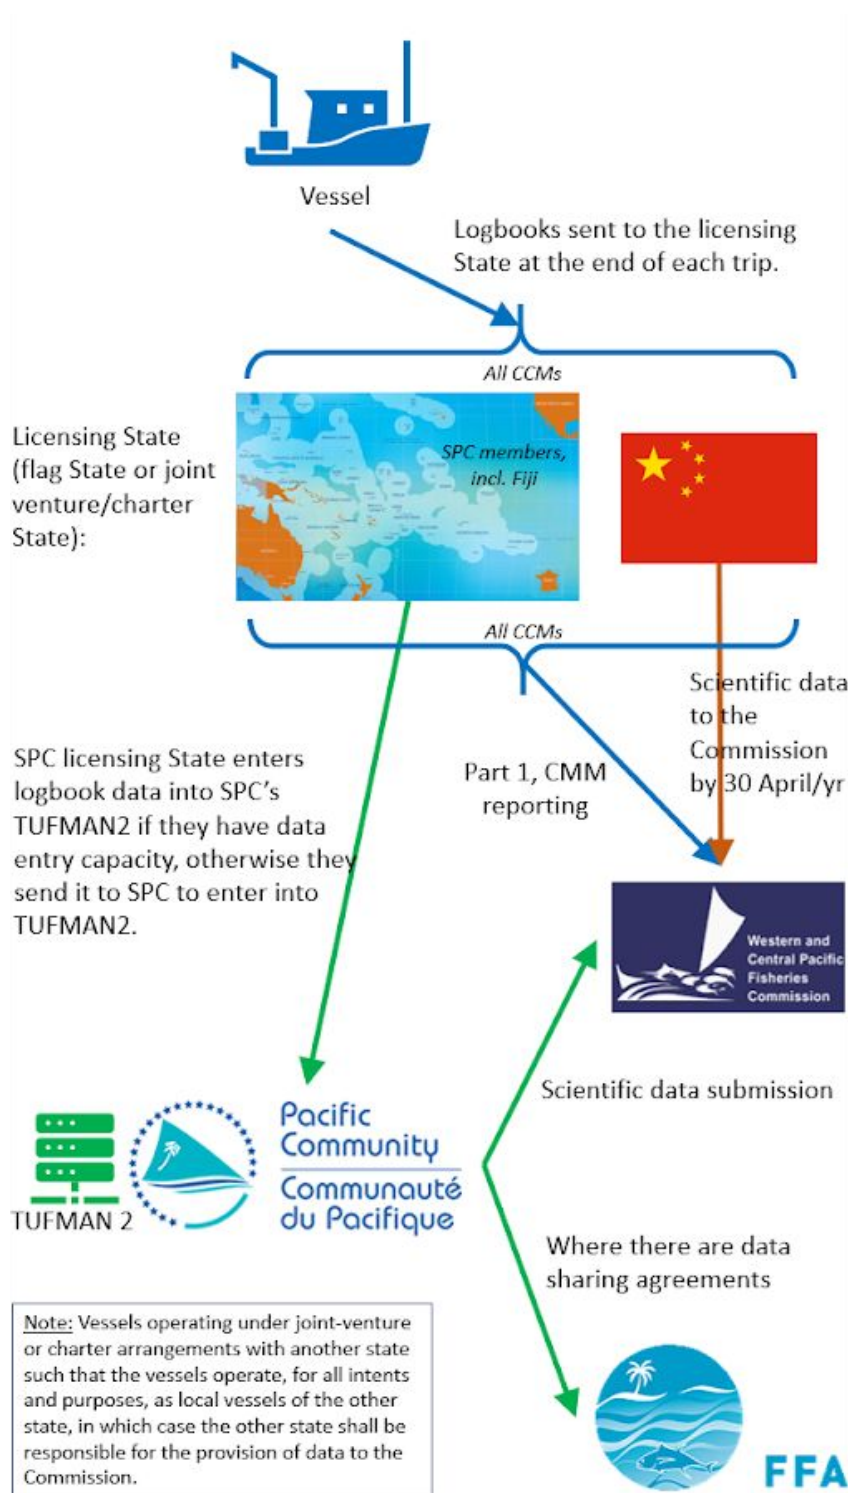 Vessel
Logbooks sent to the licensing
State at the end of each trip.
All CCMs
Licensing State
(flag State or joint
venture/charter
State):
SPC members,
incl. Fiji
All CCMs
Scientific data
to the
Commission
by 30 April/yr
SPC licensing State enters
logbook data into SPC's
TUFMAN2 if they have data
entry capacity, otherwise they
send it to SPC to enter into
TUFMAN2.
Part 1, CMM
reporting
Western and
Central Pacific
Fisheries
Commission
Scientific data submission
Pacific
Community
Communauté
du Pacifique
TUFMAN 2
Where there are data
sharing agreements
Note: Vessels operating under joint-venture
or charter arrangements with another state
such that the vessels operate, for all intents
and purposes, as local vessels of the other
state, in which case the other state shall be
responsible for the provision of data to the
Commission.
FFA